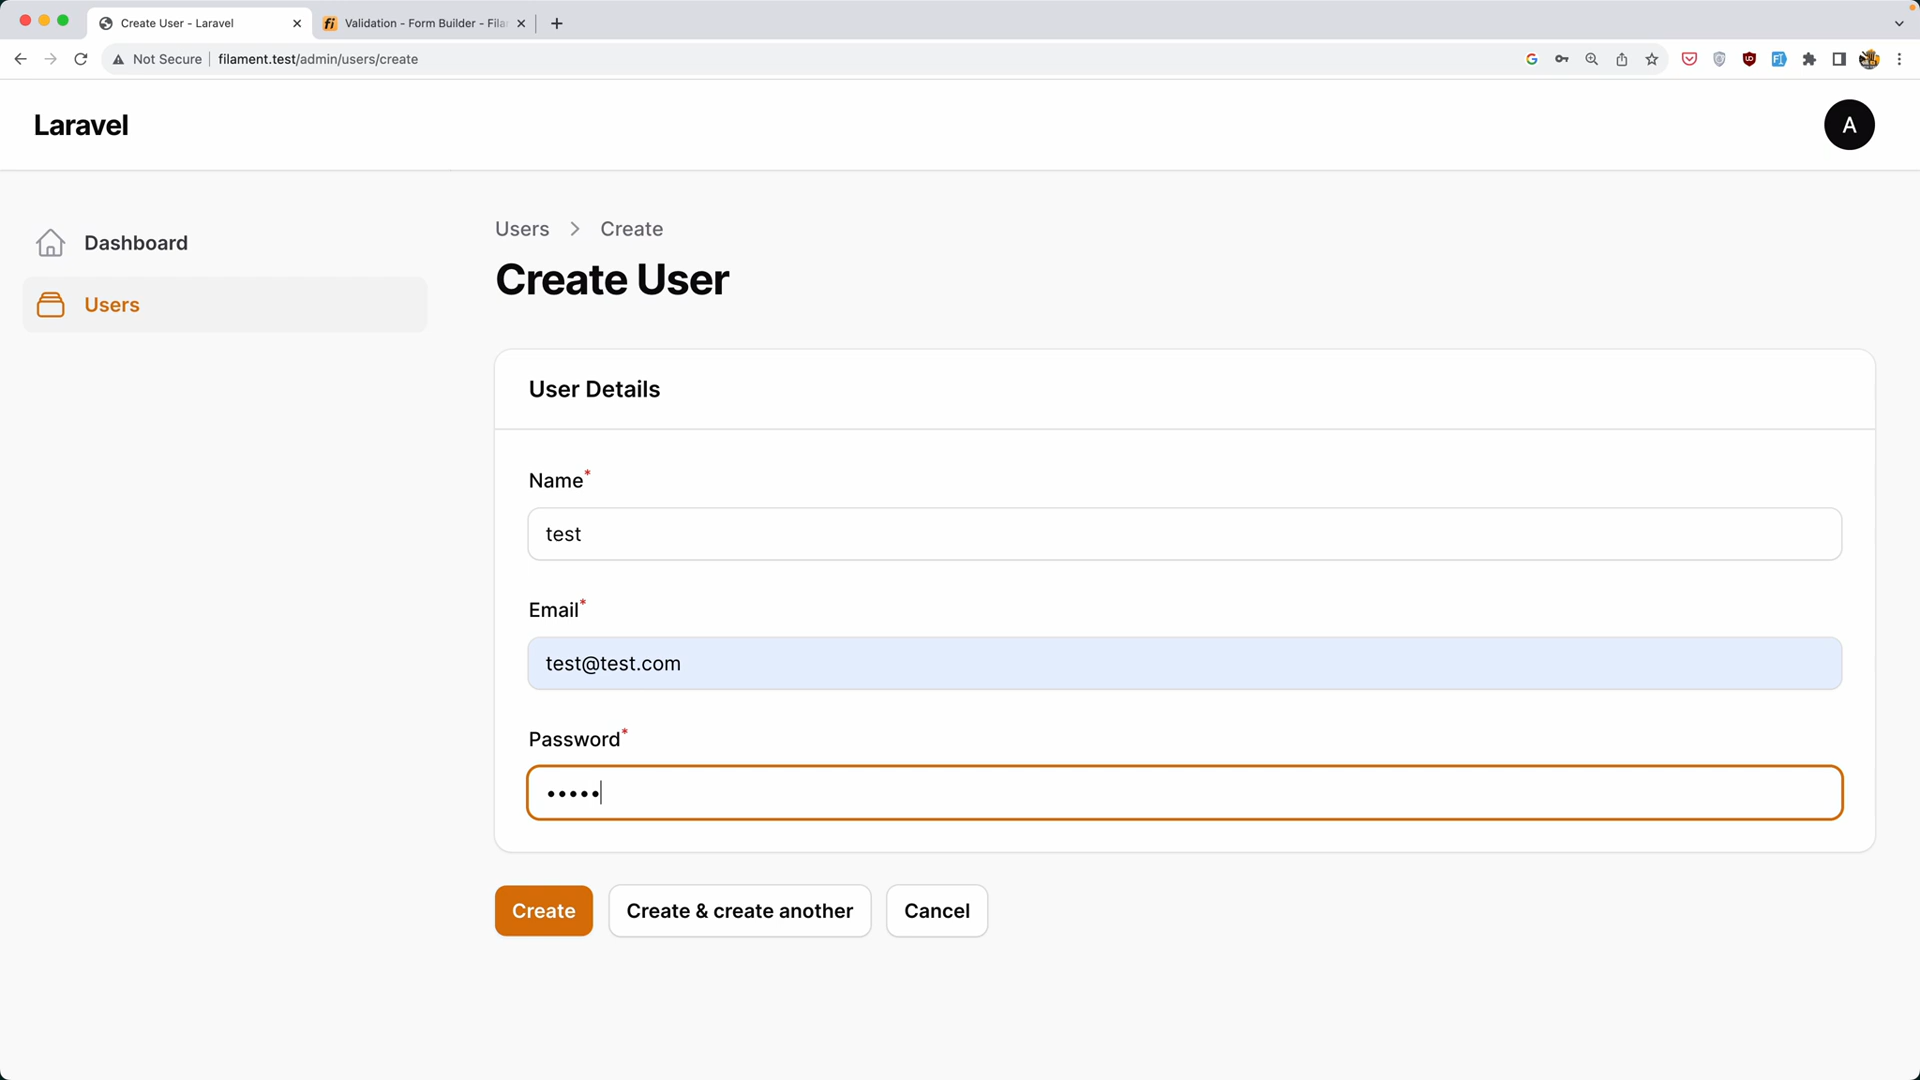 Create User - Laravel
Validation - Form Builder - Fila
Not Secure
filament.test/admin/users/create
Laravel
A
Dashboard
Users
Users > Create
Create User
User Details
Name*
test
Email*
test@test.com
Password*
•••••
Create
Create & create another
Cancel